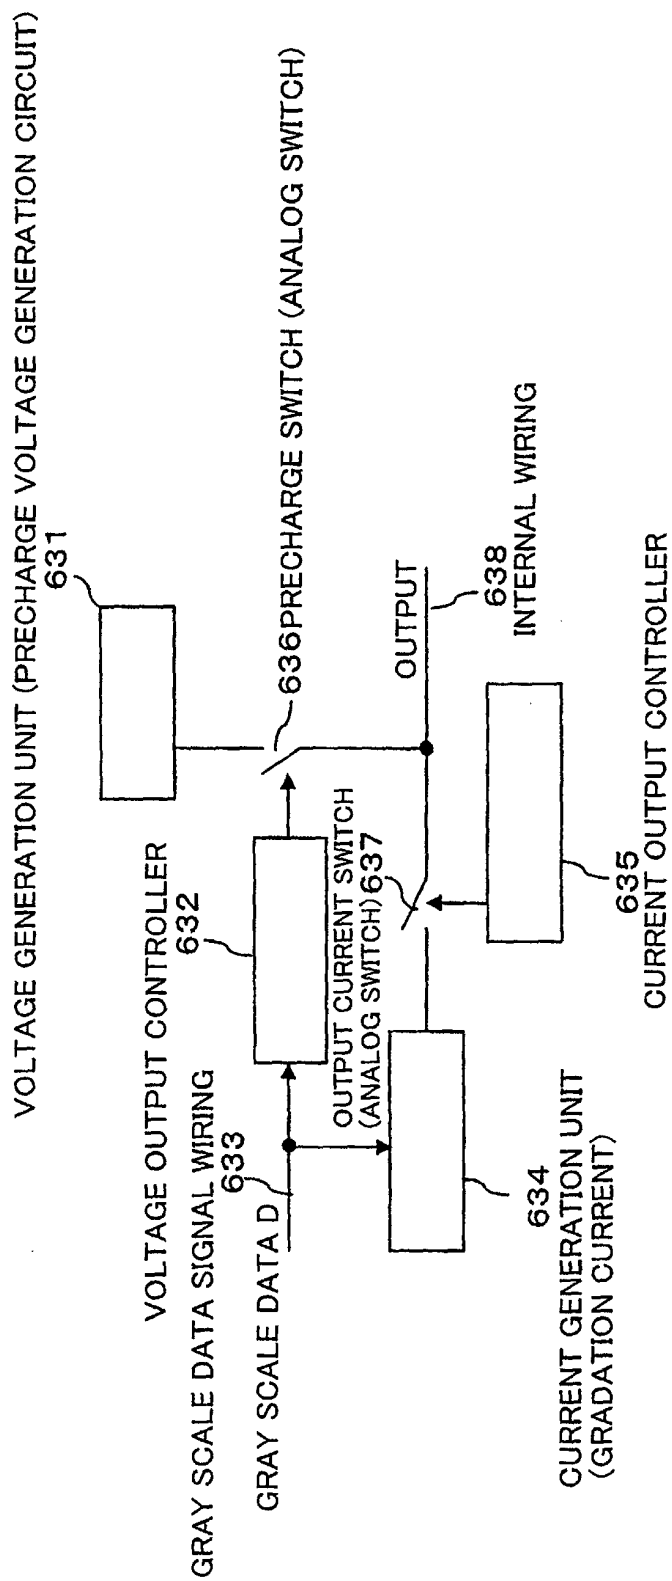 VOLTAGE GENERATION UNIT (PRECHARGE VOLTAGE GENERATION CIRCUIT)
631
636 PRECHARGE SWITCH (ANALOG SWITCH)
VOLTAGE OUTPUT CONTROLLER
632
GRAY SCALE DATA SIGNAL WIRING
633
GRAY SCALE DATA D
OUTPUT CURRENT SWITCH
(ANALOG SWITCH) 637
OUTPUT
638
INTERNAL WIRING
634
CURRENT GENERATION UNIT
(GRADATION CURRENT)
635
CURRENT OUTPUT CONTROLLER